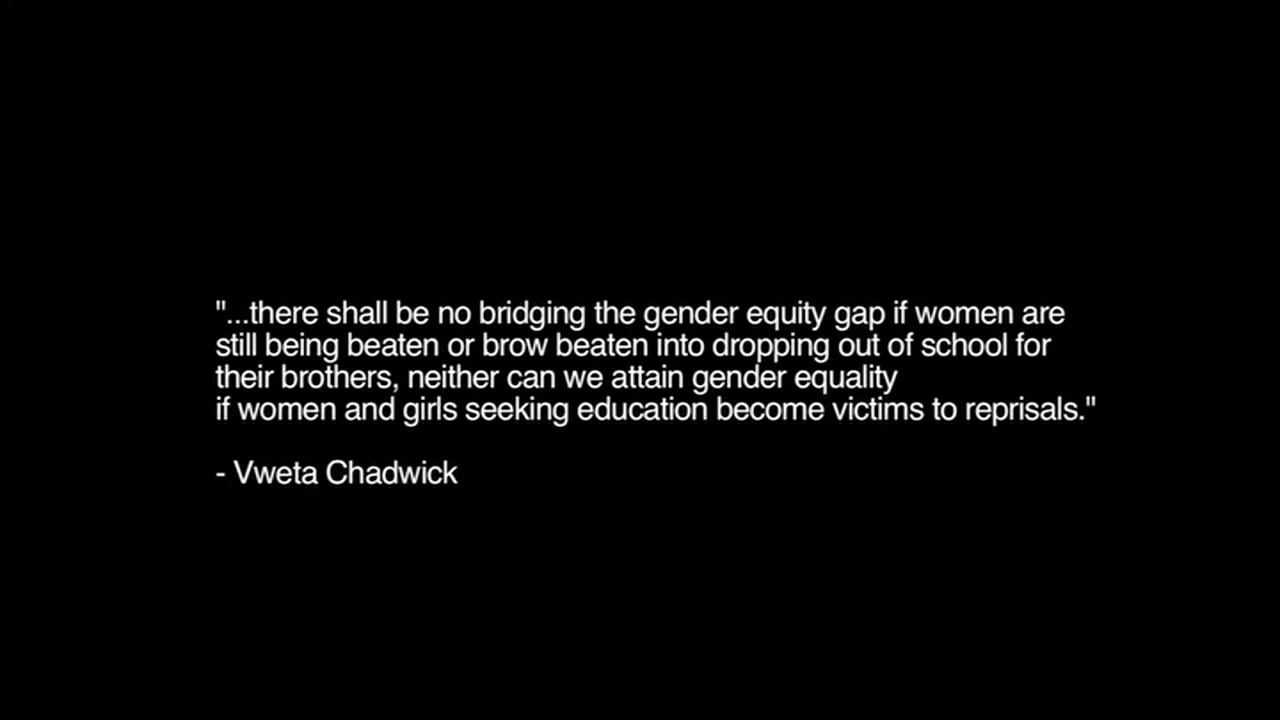 "...there shall be no bridging the gender equity gap if women are
still being beaten or brow beaten into dropping out of school for
their brothers, neither can we attain gender equality
if women and girls seeking education become victims to reprisals."
- Vweta Chadwick